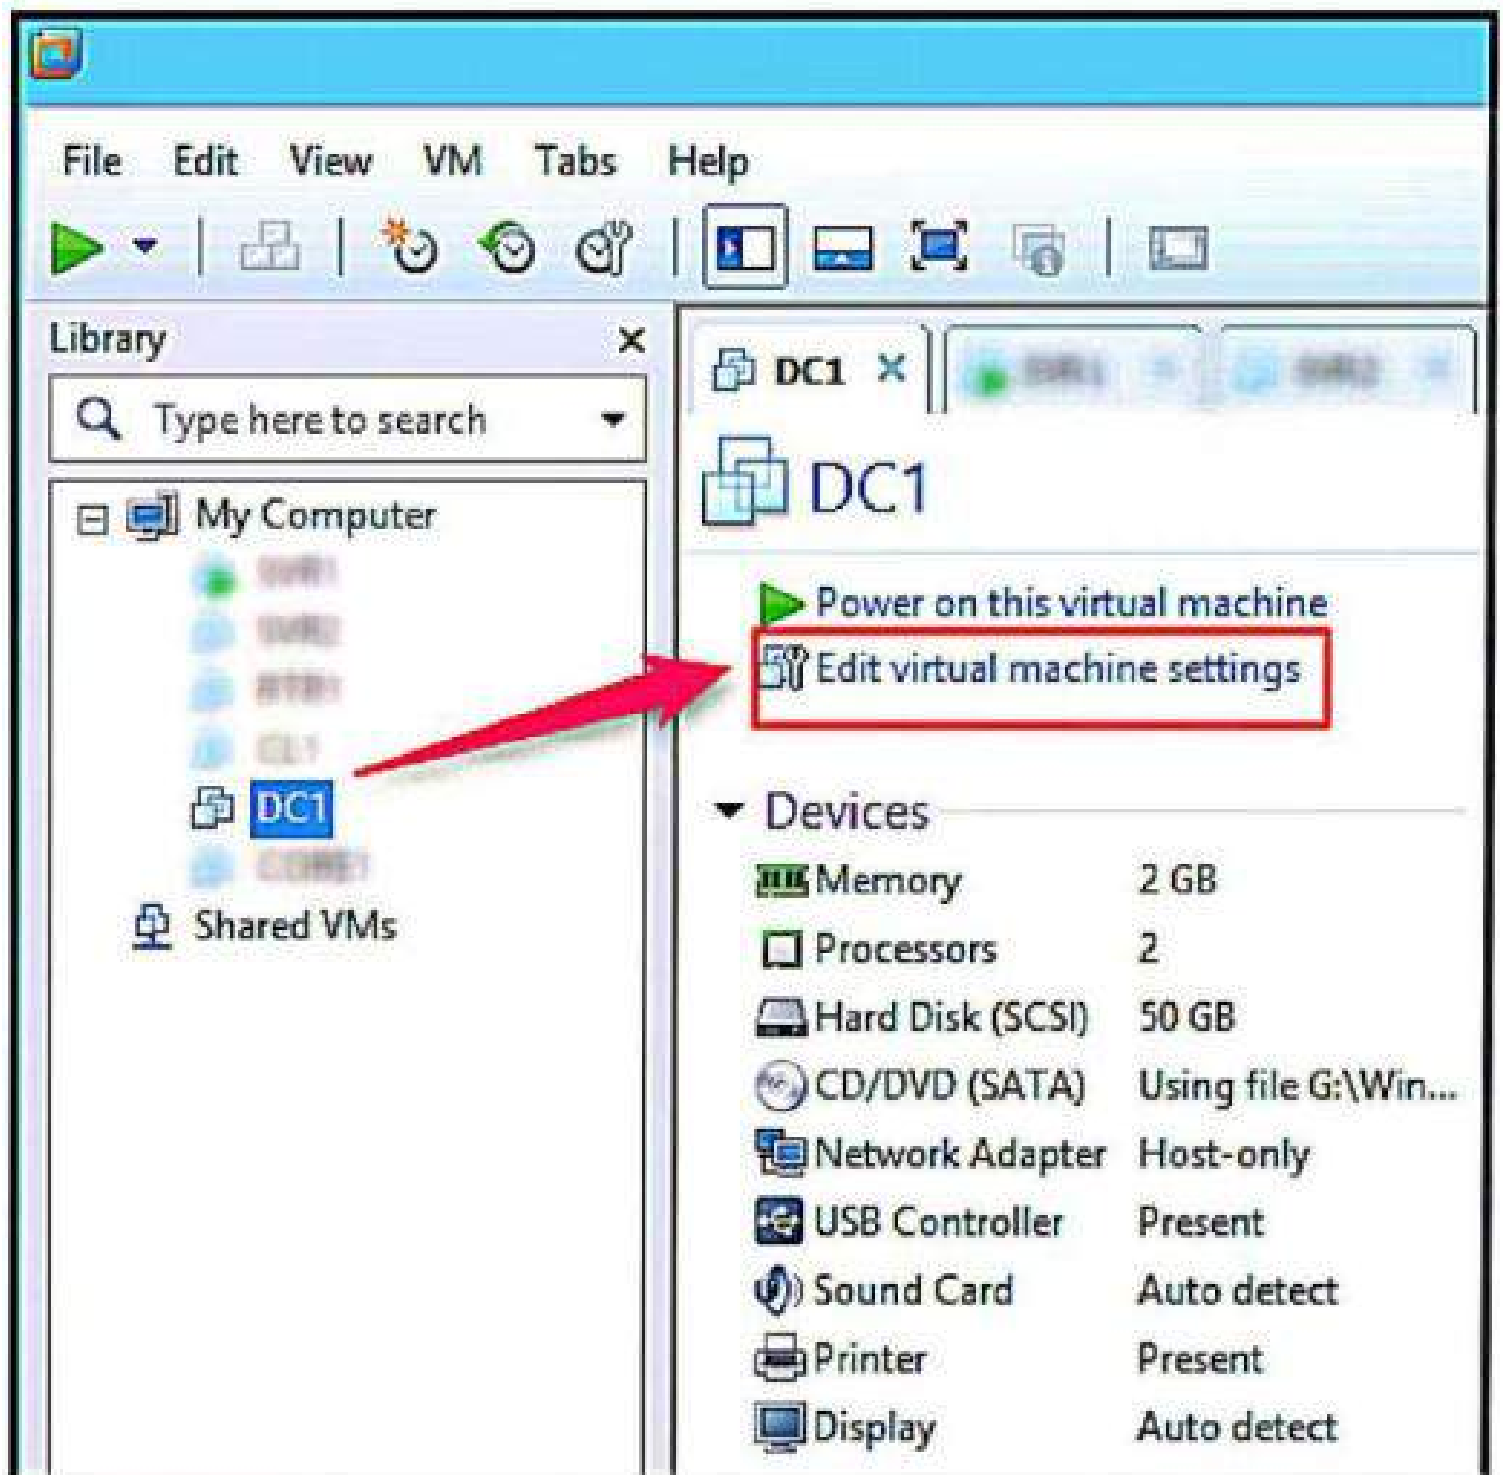 File Edit View VM Tabs Help
Library
Type here to search
My Computer
DC1
Shared VMs
DC1
DC1
Power on this virtual machine
Edit virtual machine settings
Devices
Memory 2 GB
Processors 2
Hard Disk (SCSI) 50 GB
CD/DVD (SATA) Using file G:\Win...
Network Adapter Host-only
USB Controller Present
Sound Card Auto detect
Printer Present
Display Auto detect